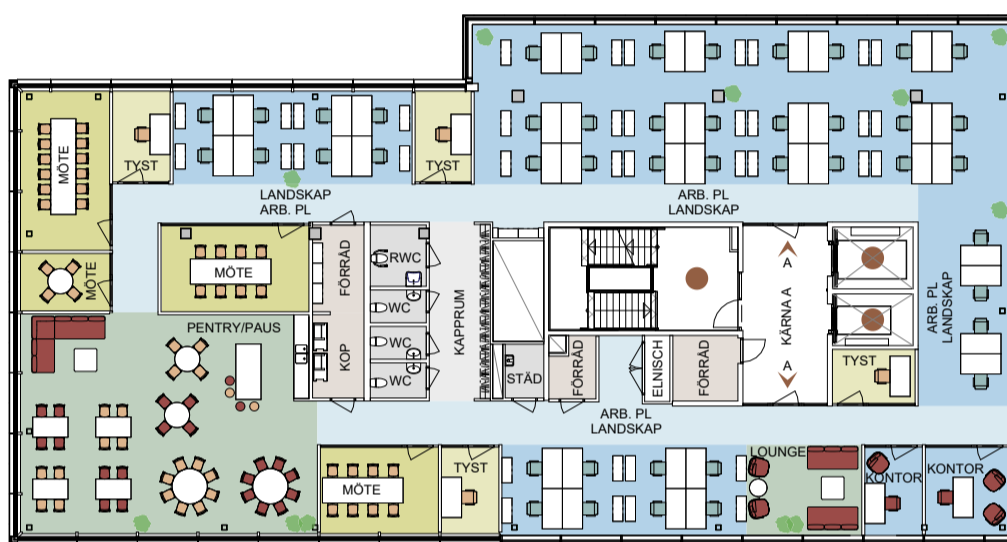 MÖTE
TYST
LANDSKAP
ARB. PL
TYST
ARB. PL
LANDSKAP
MÖTE
MÖTE
FÖRRÅD
RWC
WC
WC
WC
KOP
KAPPRUM
STÄD
FÖRRÅD
ELNISCH
FÖRRÅD
KÄRNA A
A
A
TYST
ARB. PL
LANDSKAP
PENTRY/PAUS
ARB. PL
LANDSKAP
MÖTE
TYST
LOUNGE
KONTOR
KONTOR